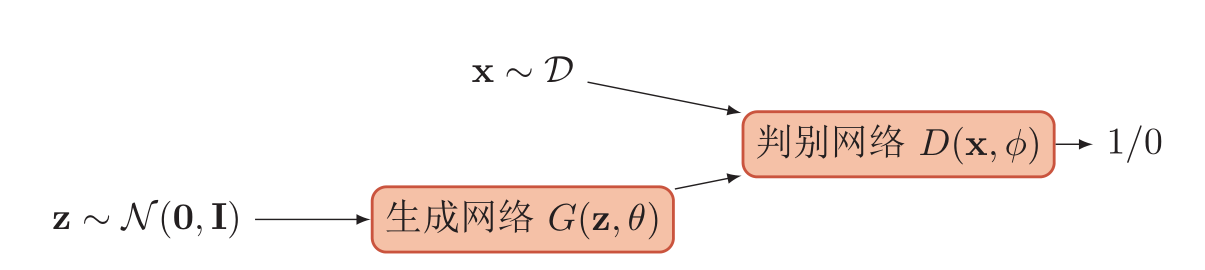 x ∼ 𝒟
判别网络 D(x, ϕ)
1/0
z ∼ 𝒩(0, I)
生成网络 G(z, θ)